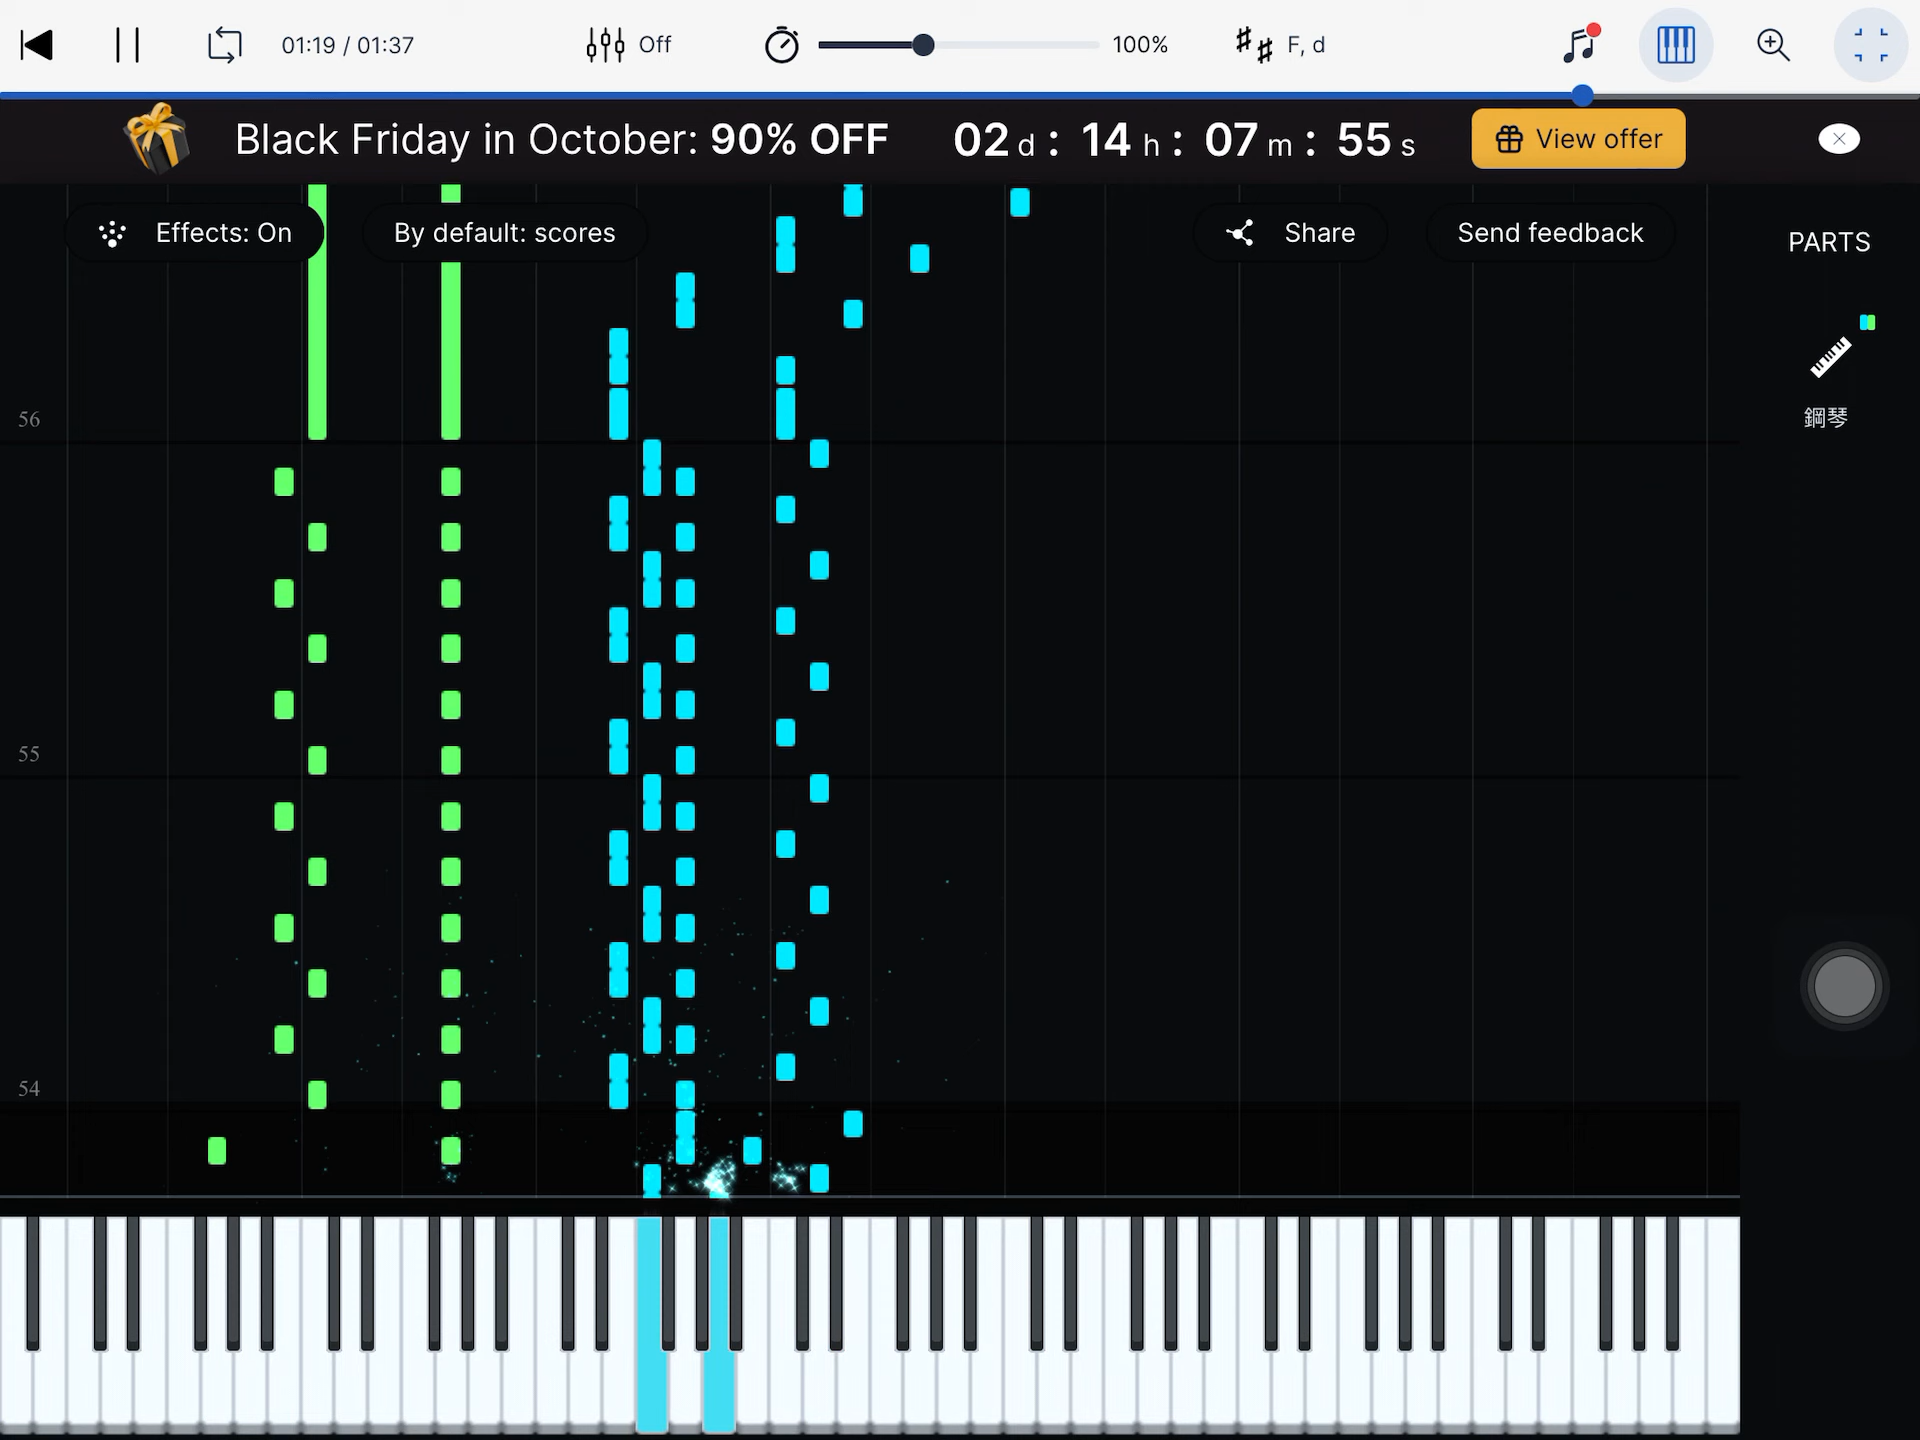 01:19 / 01:37
Off
100%
F, d
Black Friday in October: 90% OFF
02 d : 14 h : 07 m : 55 s
View offer
Effects: On
By default: scores
Share
Send feedback
PARTS
鋼琴
56
55
54